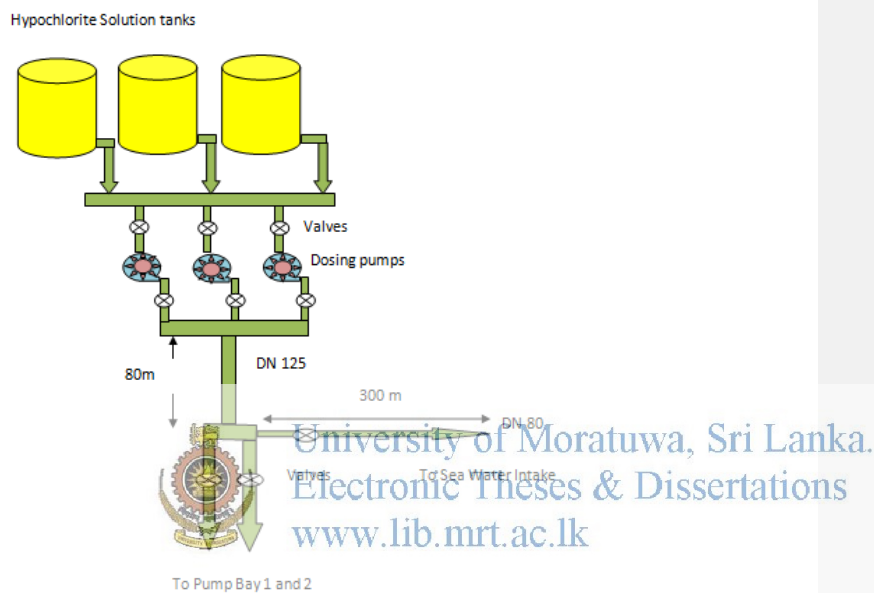 Hypochlorite Solution tanks
Valves
Dosing pumps
DN 125
80m
300 m
DN 80
University of Moratuwa, Sri Lanka.
Valves
To Sea Water Intake
Electronic Theses & Dissertations
www.lib.mrt.ac.lk
To Pump Bay 1 and 2